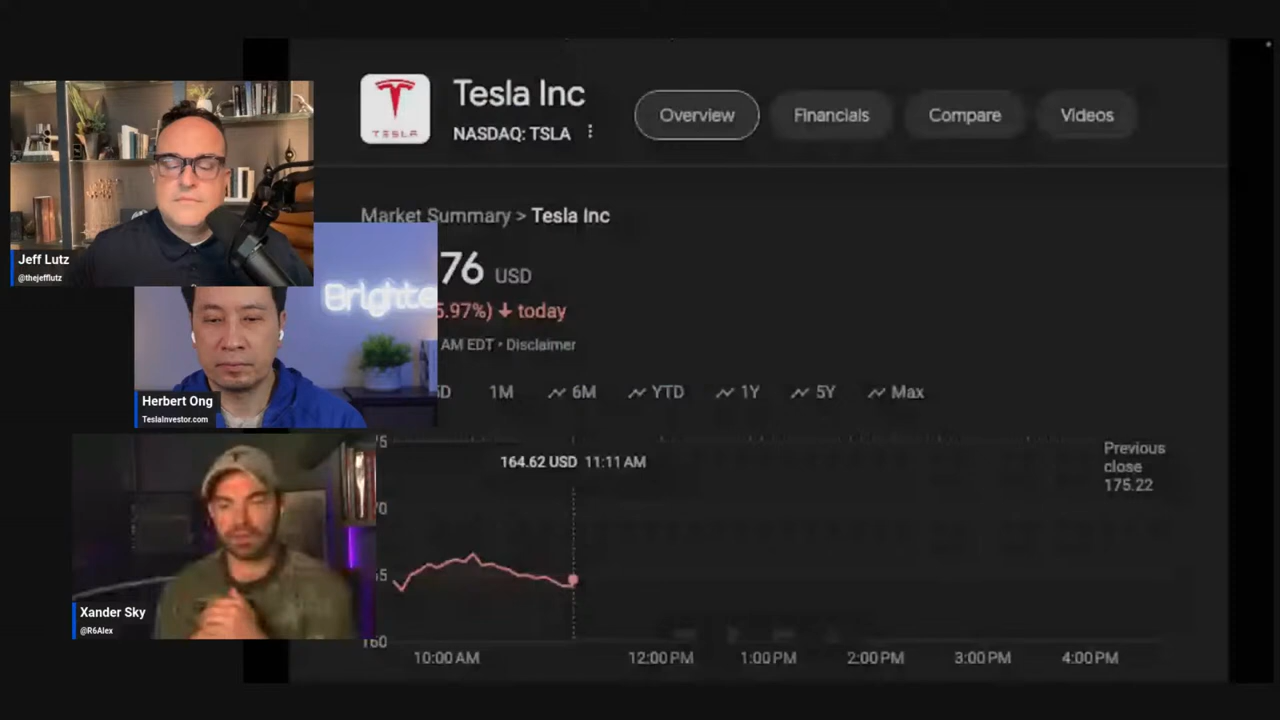 Tesla Inc
NASDAQ: TSLA
Overview
Financials
Compare
Videos
TESLA
Market Summary > Tesla Inc
76 USD
5.97%) ↓ today
AM EDT • Disclaimer
5D
1M
6M
YTD
1Y
5Y
Max
164.62 USD 11:11 AM
Previous
close
175.22
10:00 AM
12:00 PM
1:00 PM
2:00 PM
3:00 PM
4:00 PM
Jeff Lutz
@thejefflutz
Brighte
Herbert Ong
TeslaInvestor.com
Xander Sky
@R6Alex